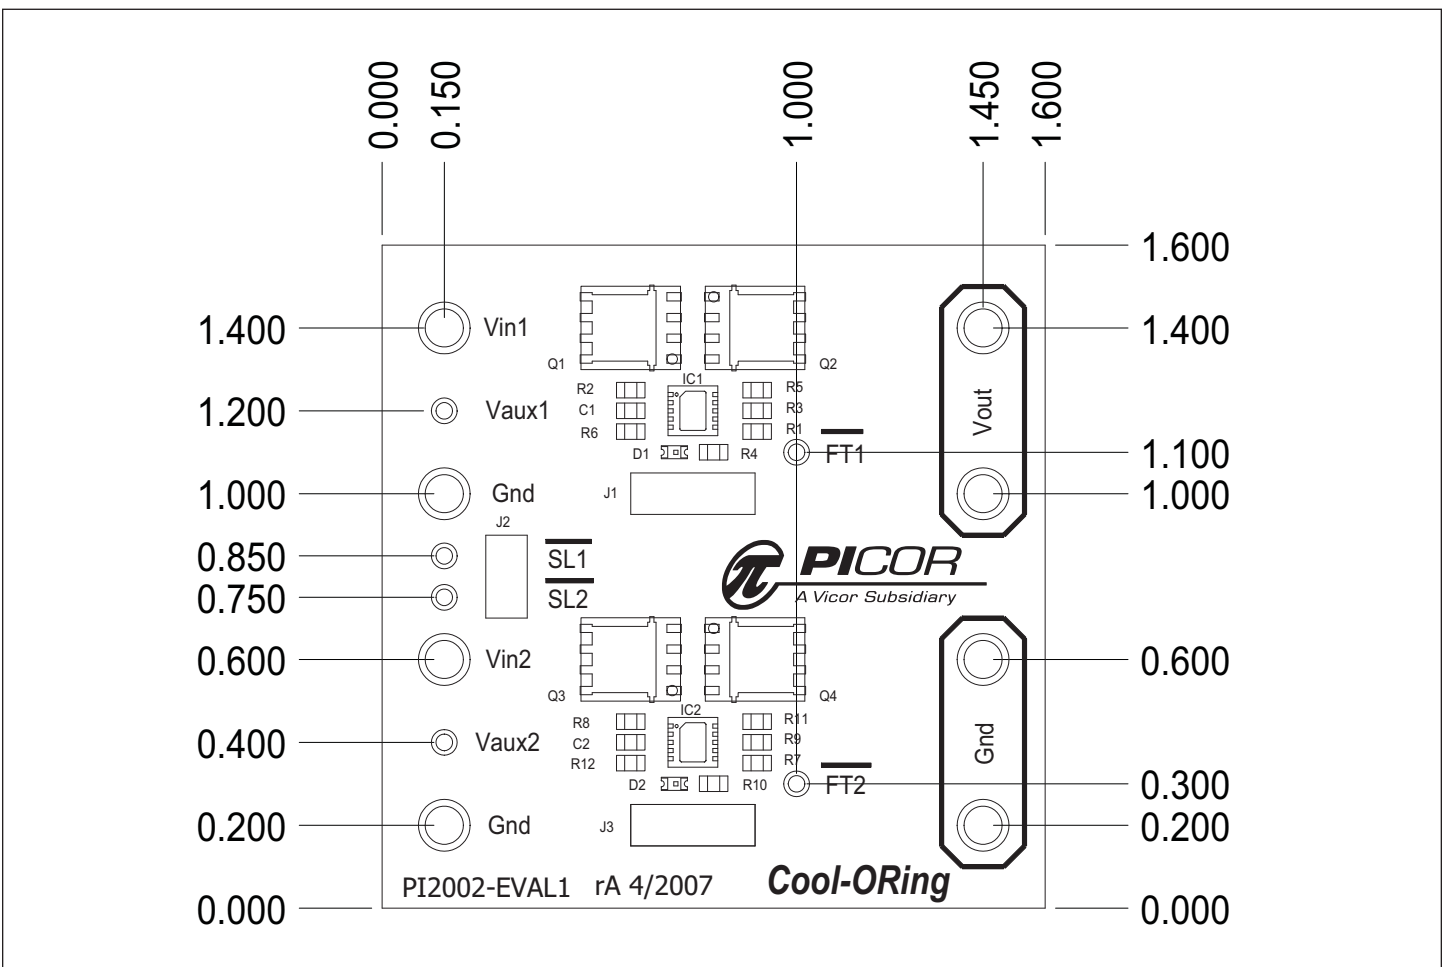 0.000
0.150
1.000
1.450
1.600
1.600
1.400
Vin1
1.400
Q1
Q2
IC1
R2
R5
1.200
Vaux1
C1
R3
Vout
R6
R1
D1
R4
FT1
1.100
1.000
Gnd
J1
1.000
J2
0.850
SL1
PICOR
0.750
SL2
A Vicor Subsidiary
0.600
Vin2
0.600
Q3
Q4
IC2
R8
R11
0.400
Vaux2
C2
R9
Gnd
R12
R7
D2
R10
FT2
0.300
0.200
Gnd
J3
0.200
PI2002-EVAL1 rA 4/2007
Cool-ORing
0.000
0.000